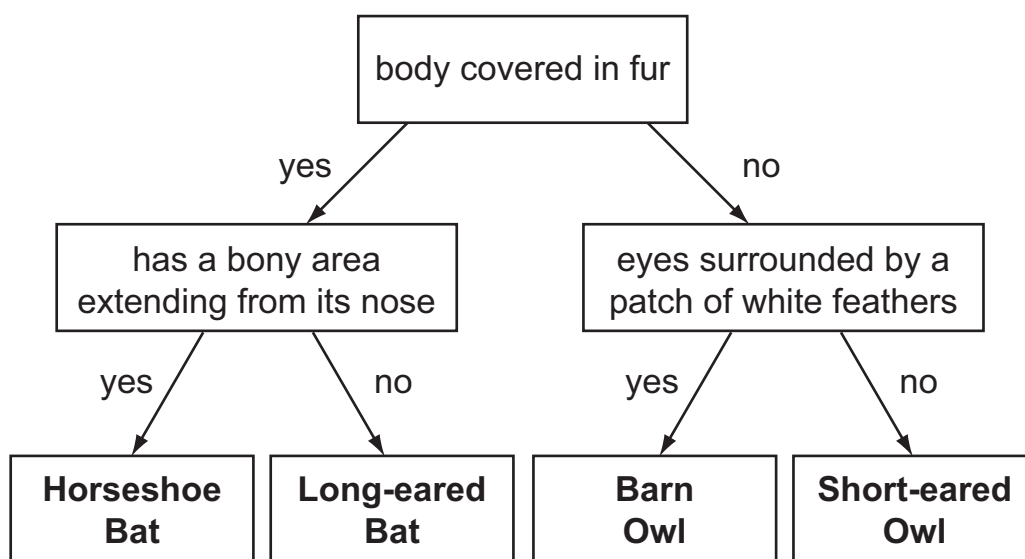 body covered in fur
yes
no
has a bony area
extending from its nose
eyes surrounded by a
patch of white feathers
yes
no
yes
no
Horseshoe
Bat
Long-eared
Bat
Barn
Owl
Short-eared
Owl